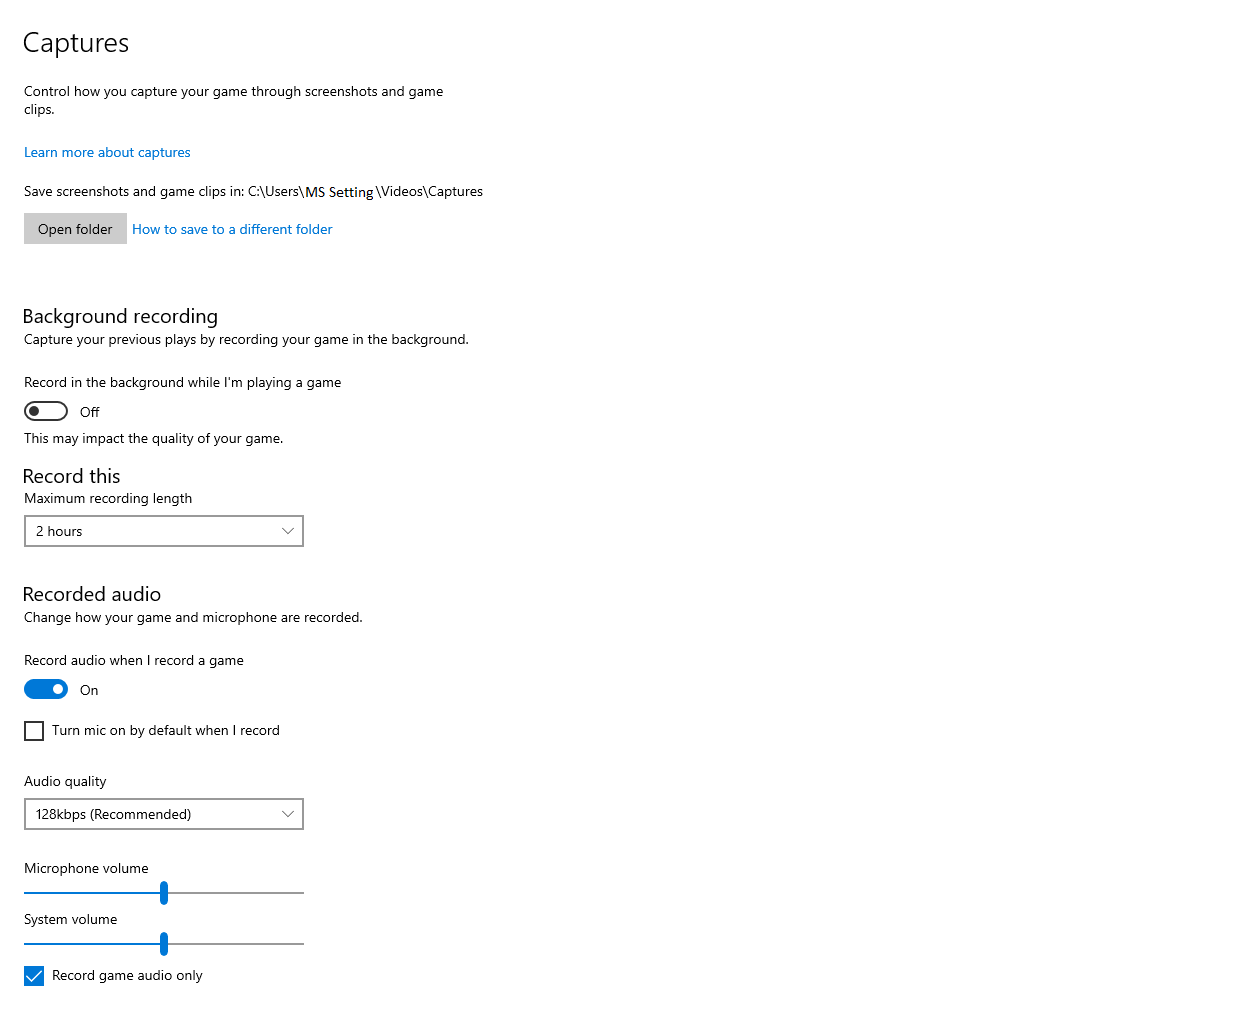 Captures
Control how you capture your game through screenshots and game
clips.
Learn more about captures
Save screenshots and game clips in: C:\Users\MS Setting\Videos\Captures
Open folder How to save to a different folder
Background recording
Capture your previous plays by recording your game in the background.
Record in the background while I'm playing a game
Off
This may impact the quality of your game.
Record this
Maximum recording length
2 hours
Recorded audio
Change how your game and microphone are recorded.
Record audio when I record a game
On
Turn mic on by default when I record
Audio quality
128kbps (Recommended)
Microphone volume
System volume
Record game audio only